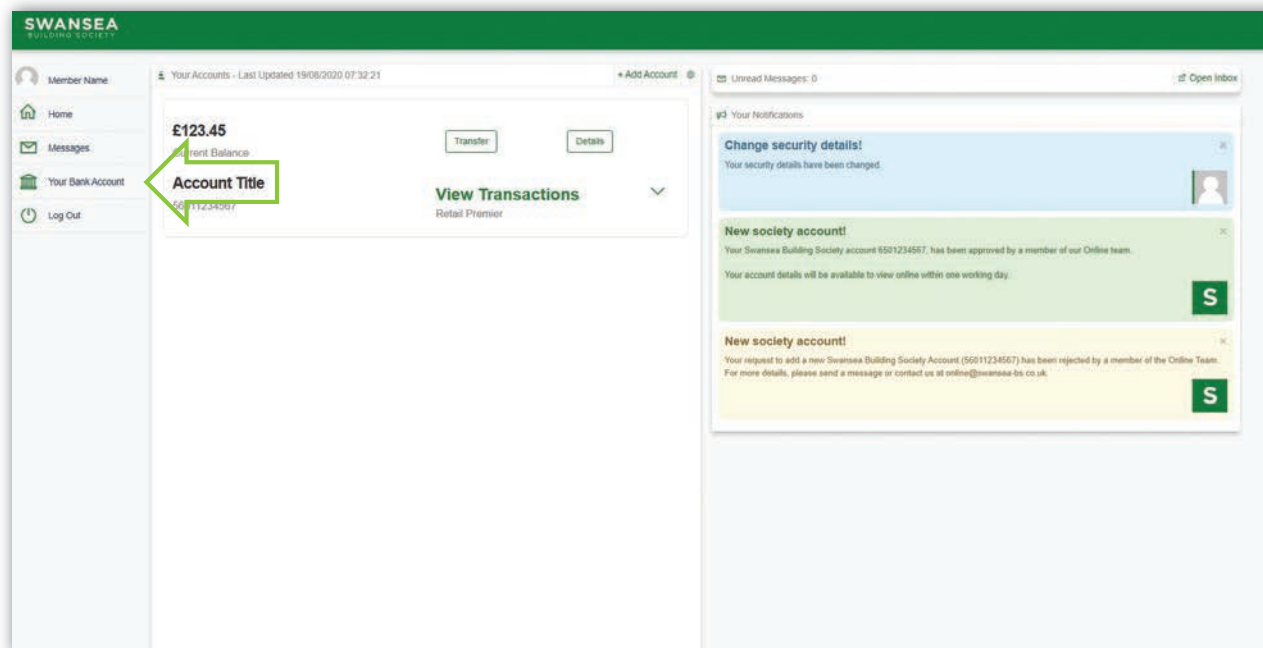 SWANSEA
BUILDING SOCIETY
Member Name
Home
Messages
Your Bank Account
Log Out
Your Accounts - Last Updated 19/08/2020 07:32:21
+ Add Account
£123.45
Current Balance
Transfer
Details
Account Title
56011234567
View Transactions
Retail Premier
Unread Messages: 0
Open Inbox
Your Notifications
Change security details!
Your security details have been changed.
New society account!
Your Swansea Building Society account 6501234567, has been approved by a member of our Online team.
Your account details will be available to view online within one working day.
S
New society account!
Your request to add a new Swansea Building Society Account (56011234567) has been rejected by a member of the Online Team.
For more details, please send a message or contact us at online@swansea-bs.co.uk.
S